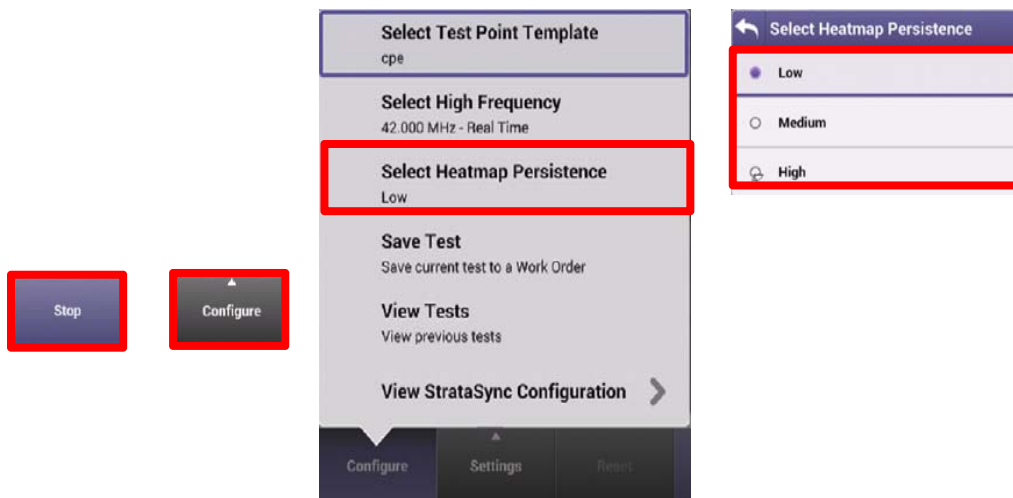 Stop
Configure
Select Test Point Template
cpe
Select High Frequency
42.000 MHz - Real Time
Select Heatmap Persistence
Low
Save Test
Save current test to a Work Order
View Tests
View previous tests
View StrataSync Configuration
Configure
Settings
Reset
Select Heatmap Persistence
Low
Medium
High